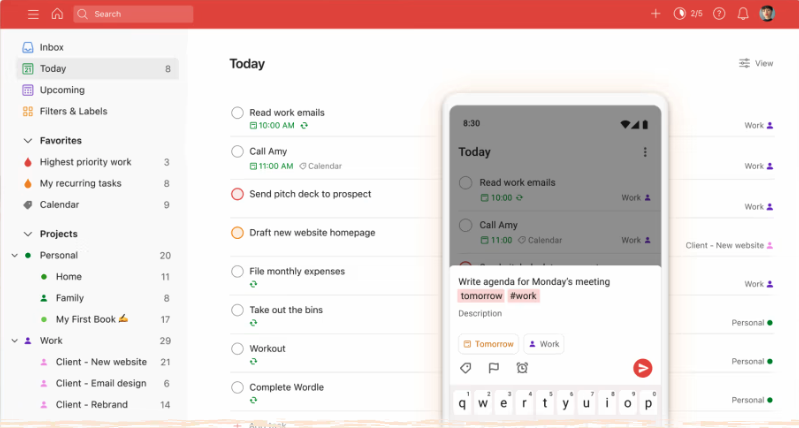 Search
2/5
Inbox
Today 8
Upcoming
Filters & Labels
Favorites
Highest priority work 3
My recurring tasks 8
Calendar 4
Projects
Personal 20
Home 11
Family 8
My First Book ✍️ 17
Work 29
Client - New website 21
Client - Email design 6
Client - Rebrand 14
Today
View
Read work emails
10:00 AM
Work
Call Amy
11:00 AM Calendar
Work
Send pitch deck to prospect
Work
Draft new website homepage
Client - New website
File monthly expenses
Work
Take out the bins
Personal
Workout
Personal
Complete Wordle
Personal
8:30
Today
Read work emails
10:00 Work
Call Amy
11:00 Calendar Work
Write agenda for Monday's meeting
tomorrow #work
Description
Tomorrow Work
q w e r t y u i o p